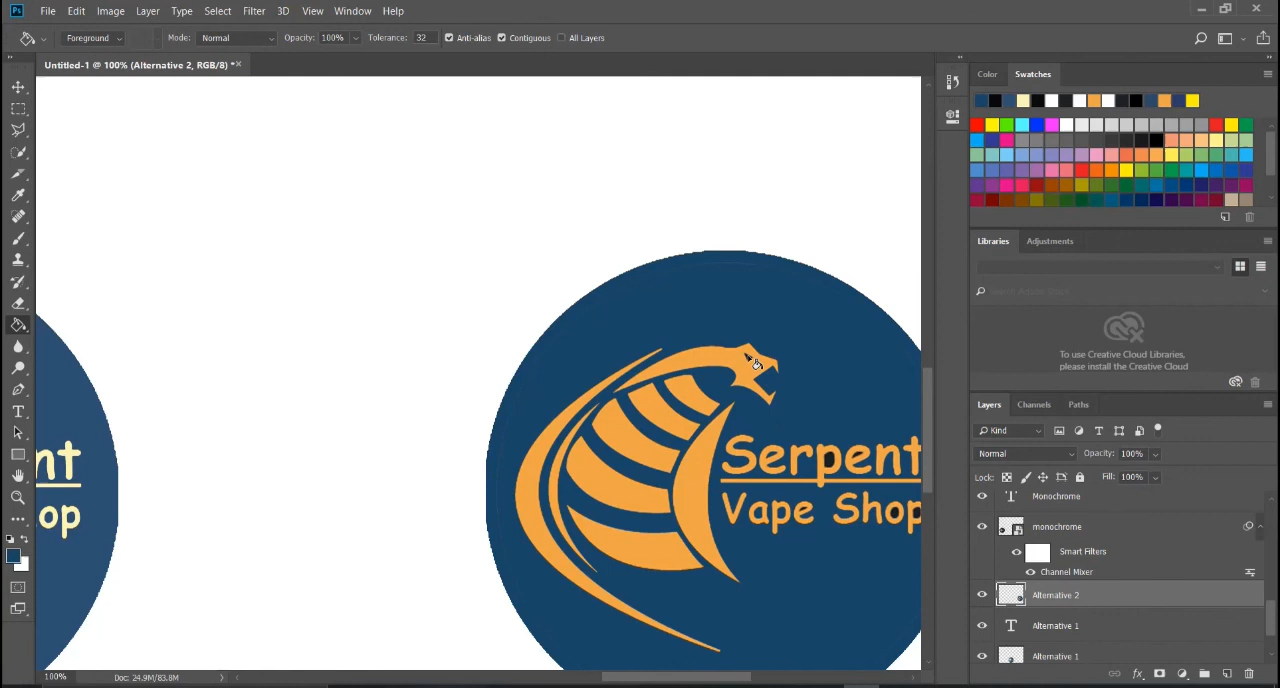 Ps File Edit Image Layer Type Select Filter 3D View Window Help
Foreground Mode: Normal Opacity: 100% Tolerance: 32 Anti-alias Contiguous All Layers
Untitled-1 @ 100% (Alternative 2, RGB/8) *
Color Swatches
Libraries Adjustments
To use Creative Cloud Libraries,
please install the Creative Cloud
Layers Channels Paths
Kind
Normal Opacity: 100%
Lock: Fill: 100%
Monochrome
monochrome
Smart Filters
Channel Mixer
Alternative 2
Alternative 1
Alternative 1
nt
op
Serpent
Vape Shop
100% Doc: 24.9M/83.8M